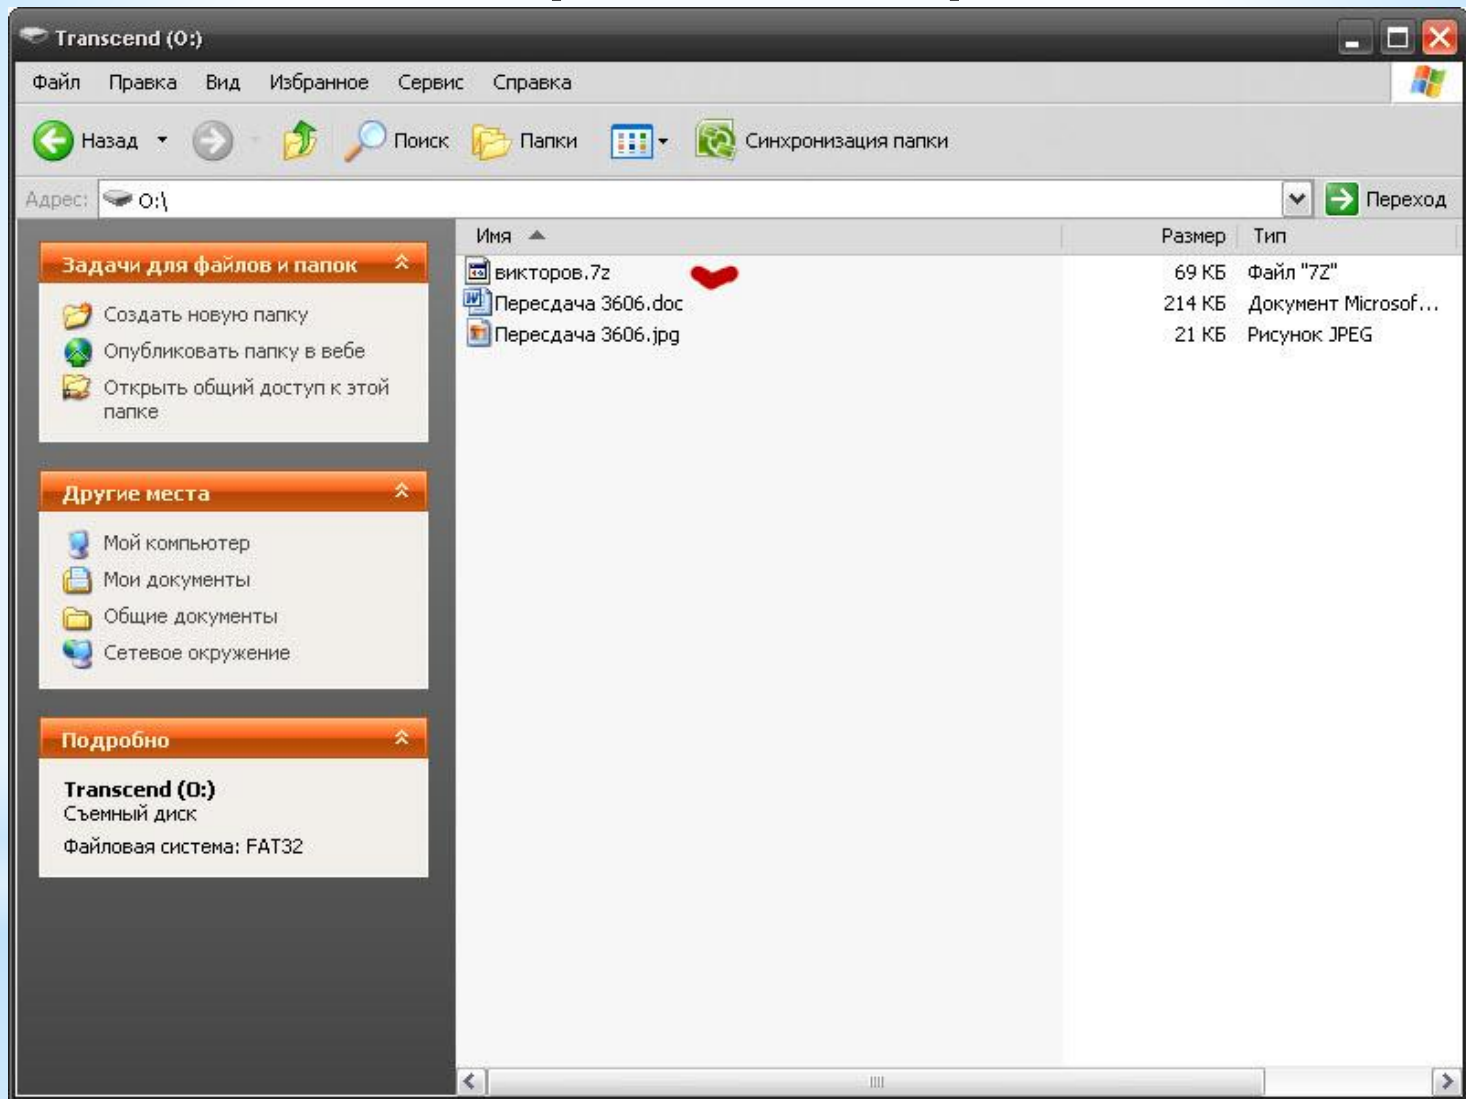 Transcend (O:)
Файл Правка Вид Избранное Сервис Справка
Назад Поиск Папки Синхронизация папки
Адрес: O:\ Переход
Имя Размер Тип
Задачи для файлов и папок
Создать новую папку
Опубликовать папку в вебе
Открыть общий доступ к этой
папке
Другие места
Мой компьютер
Мои документы
Общие документы
Сетевое окружение
Подробно
Transcend (O:)
Съемный диск
Файловая система: FAT32
викторов.7z 69 КБ Файл "7Z"
Пересдача 3606.doc 214 КБ Документ Microsof...
Пересдача 3606.jpg 21 КБ Рисунок JPEG